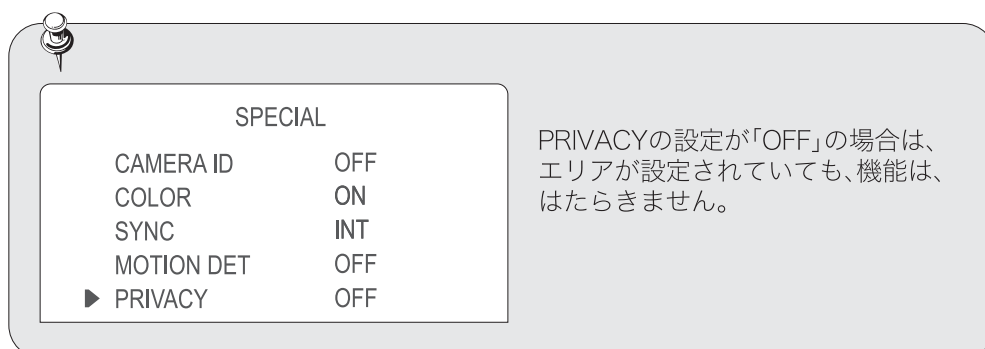 SPECIAL
CAMERA ID OFF
COLOR ON
SYNC INT
MOTION DET OFF
▶ PRIVACY OFF
PRIVACYの設定が「OFF」の場合は、
エリアが設定されていても、機能は、
はたらきません。